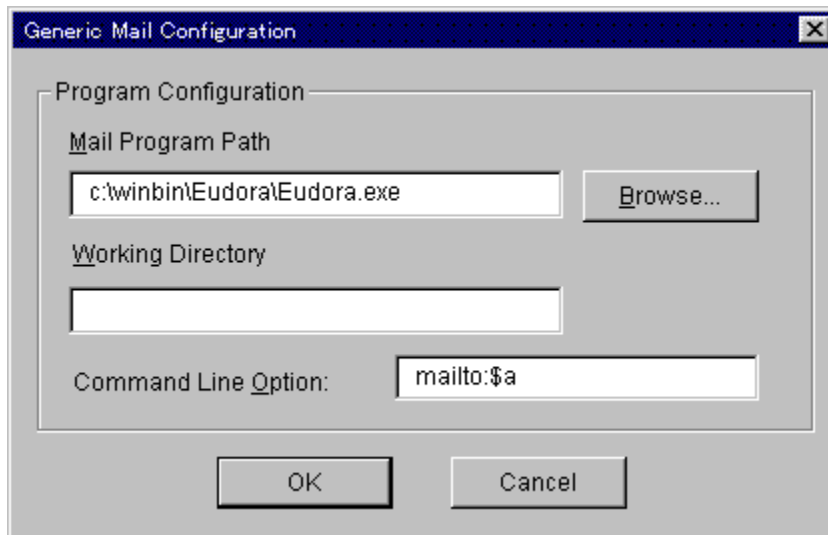 Generic Mail Configuration
Program Configuration
Mail Program Path
c:\winbin\Eudora\Eudora.exe
Browse...
Working Directory
Command Line Option:
mailto:$a
OK
Cancel